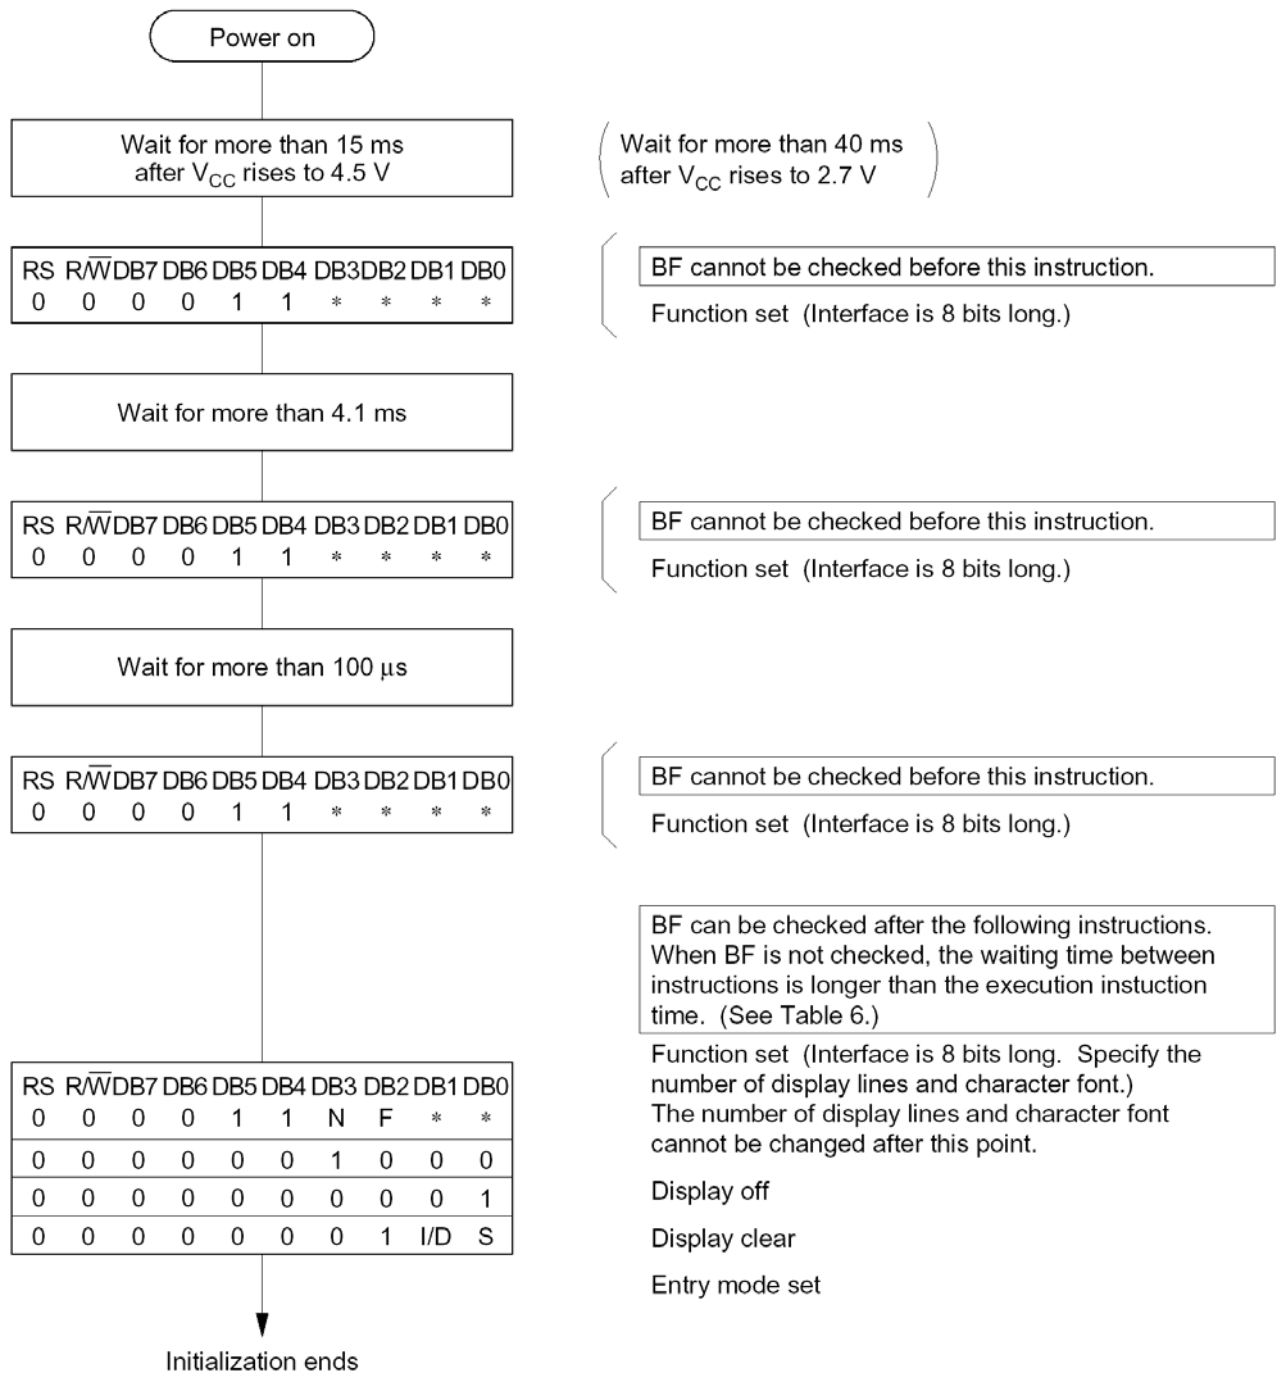 Power on
Wait for more than 15 ms
after VCC rises to 4.5 V
Wait for more than 40 ms
after VCC rises to 2.7 V
RS R/W̅ DB7 DB6 DB5 DB4 DB3 DB2 DB1 DB0
0 0 0 0 1 1 * * * *
BF cannot be checked before this instruction.
Function set (Interface is 8 bits long.)
Wait for more than 4.1 ms
RS R/W̅ DB7 DB6 DB5 DB4 DB3 DB2 DB1 DB0
0 0 0 0 1 1 * * * *
BF cannot be checked before this instruction.
Function set (Interface is 8 bits long.)
Wait for more than 100 µs
RS R/W̅ DB7 DB6 DB5 DB4 DB3 DB2 DB1 DB0
0 0 0 0 1 1 * * * *
BF cannot be checked before this instruction.
Function set (Interface is 8 bits long.)
BF can be checked after the following instructions.
When BF is not checked, the waiting time between
instructions is longer than the execution instuction
time. (See Table 6.)
RS R/W̅ DB7 DB6 DB5 DB4 DB3 DB2 DB1 DB0
0 0 0 0 1 1 N F * *
0 0 0 0 0 0 1 0 0 0
0 0 0 0 0 0 0 0 0 1
0 0 0 0 0 0 0 1 I/D S
Function set (Interface is 8 bits long. Specify the
number of display lines and character font.)
The number of display lines and character font
cannot be changed after this point.
Display off
Display clear
Entry mode set
Initialization ends